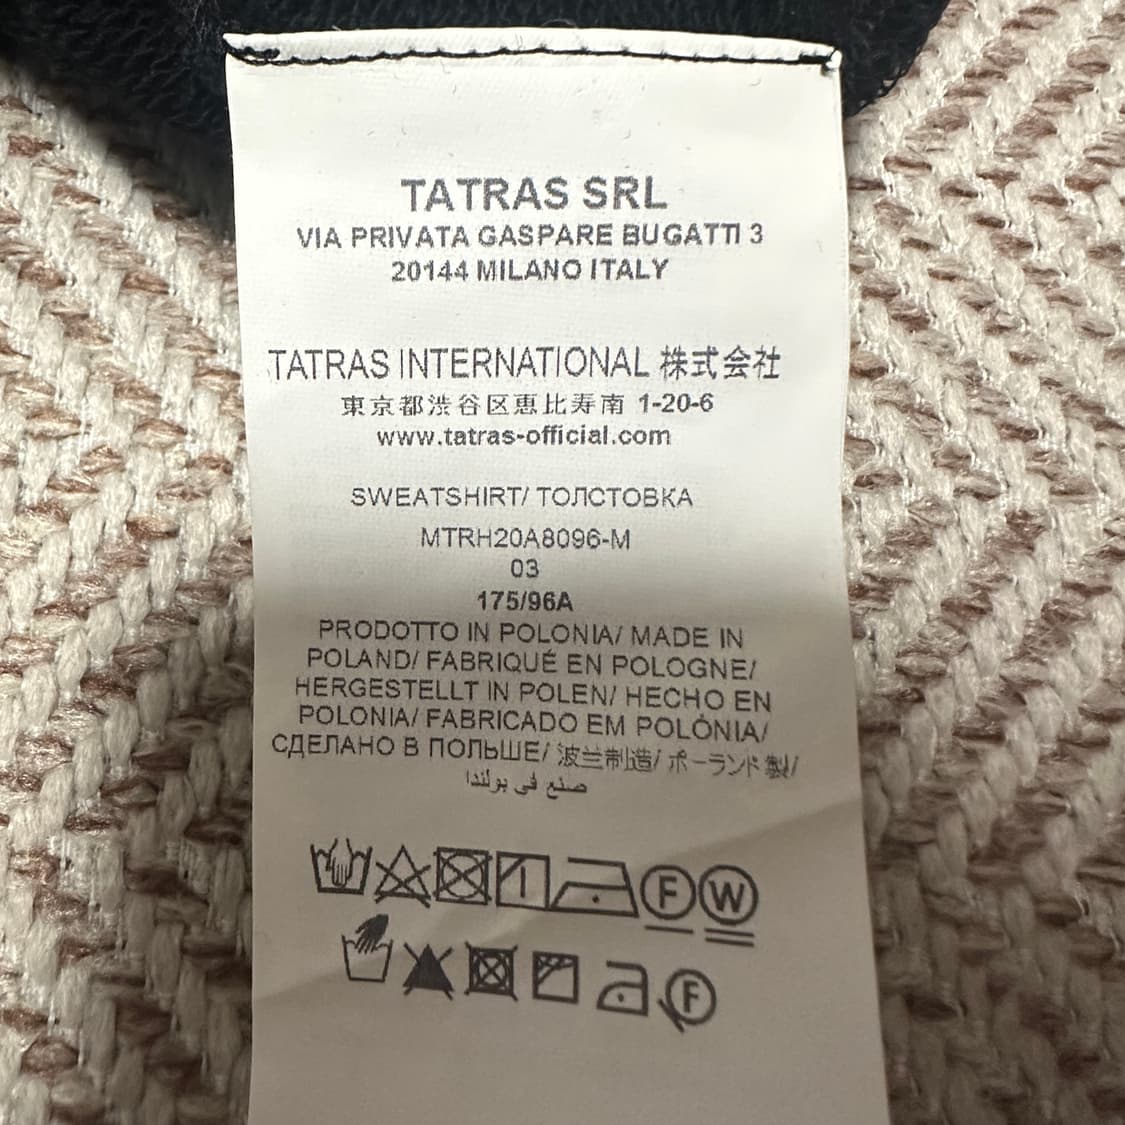 TATRAS SRL
VIA PRIVATA GASPARE BUGATTI 3
20144 MILANO ITALY
TATRAS INTERNATIONAL 株式会社
東京都渋谷区恵比寿南 1-20-6
www.tatras-official.com
SWEATSHIRT/ ТОЛСТОВКА
MTRH20A8096-M
03
175/96A
PRODOTTO IN POLONIA/ MADE IN
POLAND/ FABRIQUÉ EN POLOGNE/
HERGESTELLT IN POLEN/ HECHO EN
POLONIA/ FABRICADO EM POLÓNIA/
СДЕЛАНО В ПОЛЬШЕ/ 波兰制造/ ポーランド製/
صنع في بولندا
F W
F